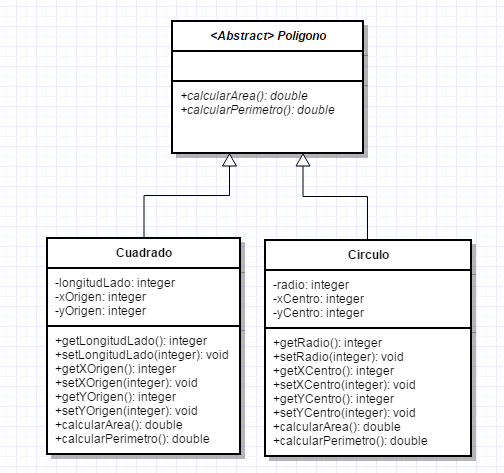 <Abstract> Poligono
+calcularArea(): double
+calcularPerimetro(): double
Cuadrado
-longitudLado: integer
-xOrigen: integer
-yOrigen: integer
+getLongitudLado(): integer
+setLongitudLado(integer): void
+getXOrigen(): integer
+setXOrigen(integer): void
+getYOrigen(): integer
+setYOrigen(integer): void
+calcularArea(): double
+calcularPerimetro(): double
Circulo
-radio: integer
-xCentro: integer
-yCentro: integer
+getRadio(): integer
+setRadio(integer): void
+getXCentro(): integer
+setXCentro(integer): void
+getYCentro(): integer
+setYCentro(integer): void
+calcularArea(): double
+calcularPerimetro(): double